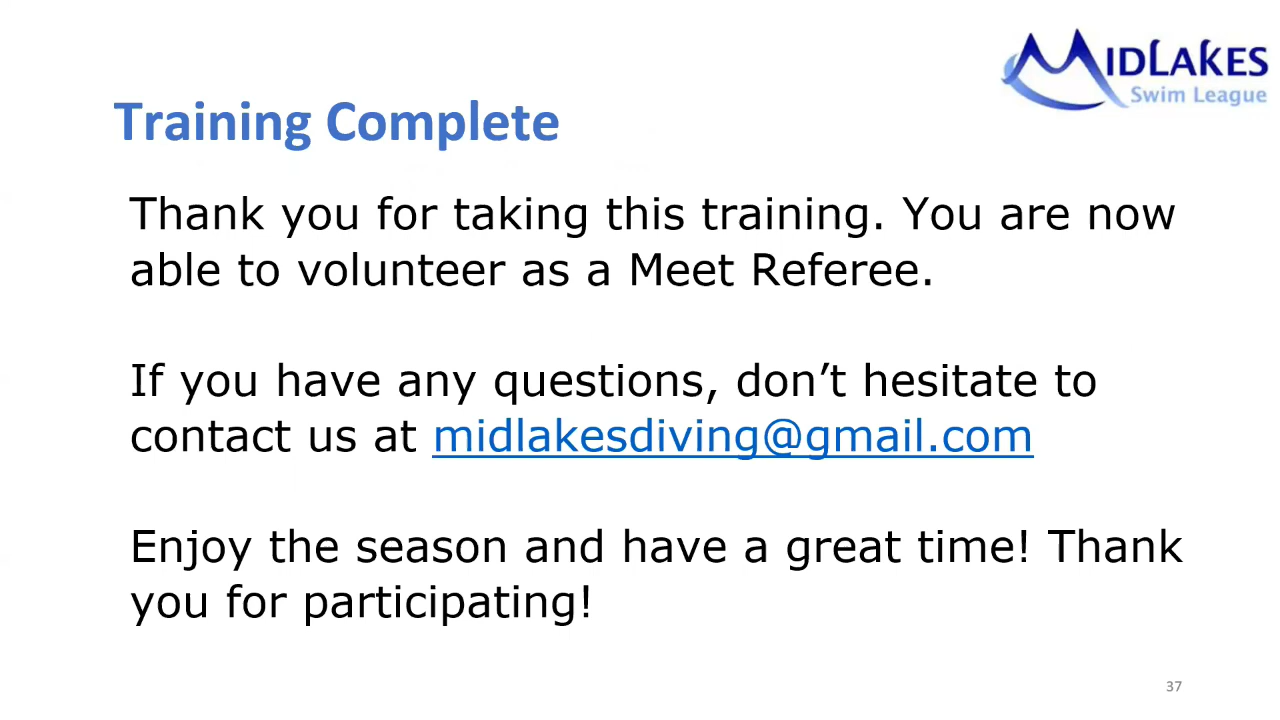 MIDLAKES
Swim League
Training Complete
Thank you for taking this training. You are now
able to volunteer as a Meet Referee.
If you have any questions, don’t hesitate to
contact us at midlakesdiving@gmail.com
Enjoy the season and have a great time! Thank
you for participating!
37